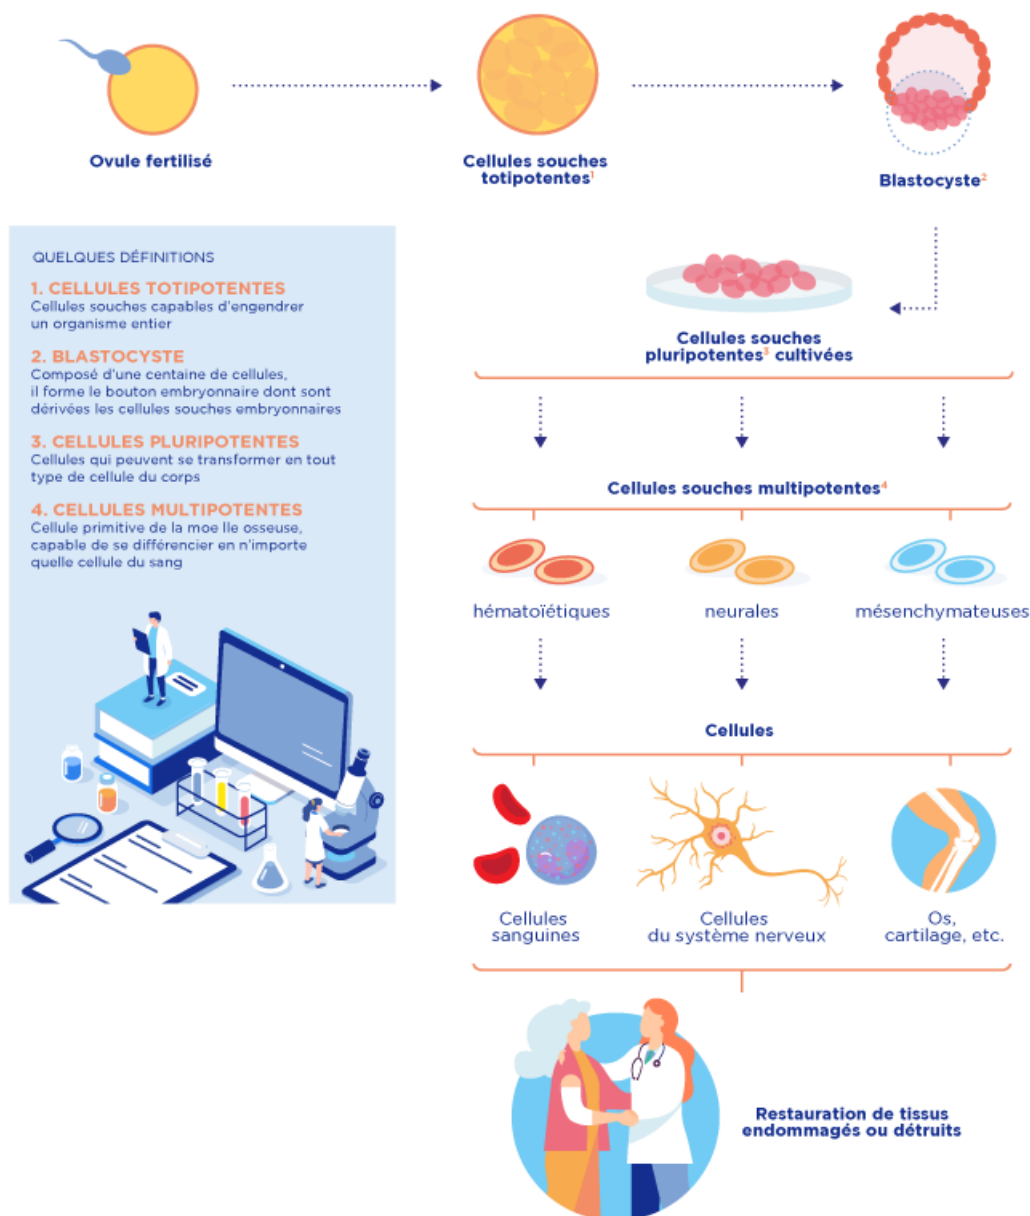 Ovule fertilisé
Cellules souches
totipotentes¹
Blastocyste²
QUELQUES DÉFINITIONS
1. CELLULES TOTIPOTENTES
Cellules souches capables d'engendrer
un organisme entier
2. BLASTOCYSTE
Composé d'une centaine de cellules,
il forme le bouton embryonnaire dont sont
dérivées les cellules souches embryonnaires
3. CELLULES PLURIPOTENTES
Cellules qui peuvent se transformer en tout
type de cellule du corps
4. CELLULES MULTIPOTENTES
Cellule primitive de la moe lle osseuse,
capable de se différencier en n'importe
quelle cellule du sang
Cellules souches
pluripotentes³ cultivées
Cellules souches multipotentes⁴
hématoïétiques
neurales
mésenchymateuses
Cellules
Cellules
sanguines
Cellules
du système nerveux
Os,
cartilage, etc.
Restauration de tissus
endommagés ou détruits